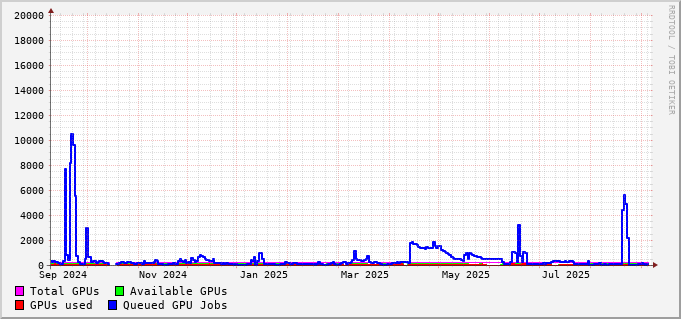 20000
18000
16000
14000
12000
10000
8000
6000
4000
2000
0
Sep 2024 Nov 2024 Jan 2025 Mar 2025 May 2025 Jul 2025
Total GPUs Available GPUs
GPUs used Queued GPU Jobs
RRDTOOL / TOBI OETIKER